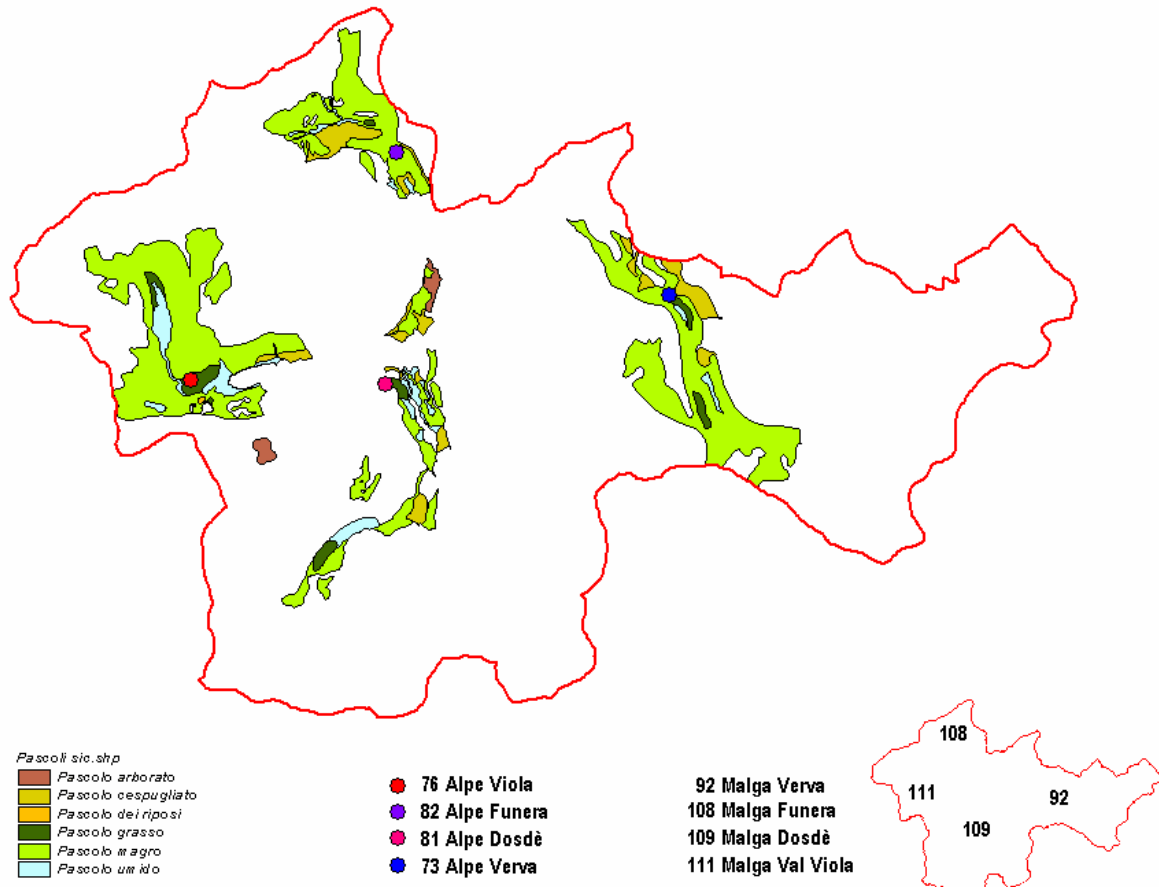 Pascoli sic.shp
Pascolo arborato
Pascolo cespugliato
Pascolo dei riposi
Pascolo grasso
Pascolo magro
Pascolo umido
76 Alpe Viola
82 Alpe Funera
81 Alpe Dosdè
73 Alpe Verva
92 Malga Verva
108 Malga Funera
109 Malga Dosdè
111 Malga Val Viola
108
111
92
109